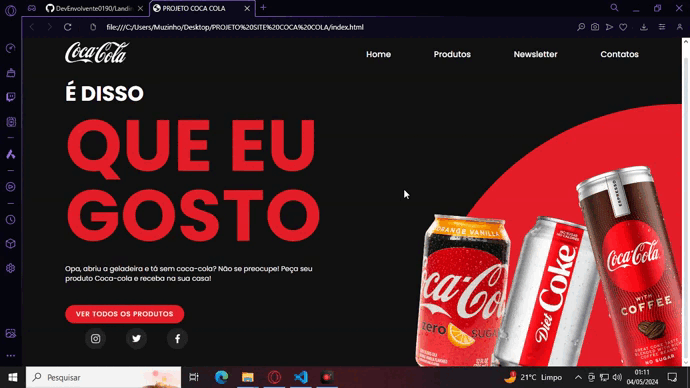 DevEnvolvente0190/Landi
PROJETO COCA COLA
file:///C:/Users/Muzinho/Desktop/PROJETO%20SITE%20COCA%20COLA/index.html
Coca-Cola
Home
Produtos
Newsletter
Contatos
É DISSO
QUE EU
GOSTO
Opa, abriu a geladeira e tá sem coca-cola? Não se preocupe! Peça seu
produto Coca-cola e receba na sua casa!
VER TODOS OS PRODUTOS
ORANGE VANILLA
Coca-Cola
zero SUGAR
Diet Coke
Coca-Cola
WITH
COFFEE
NO SUGAR
Pesquisar
21°C Limpo
01:11
04/05/2024